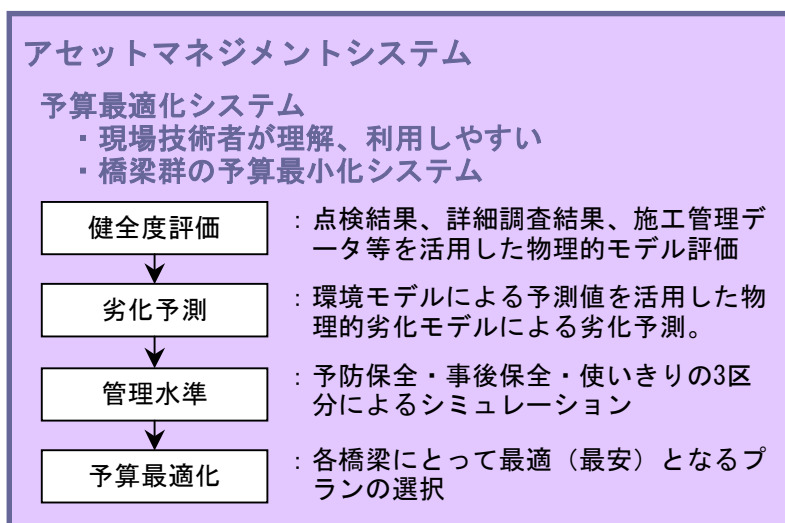 アセットマネジメントシステム
予算最適化システム
・現場技術者が理解、利用しやすい
・橋梁群の予算最小化システム
健全度評価
：点検結果、詳細調査結果、施工管理デ
ータ等を活用した物理的モデル評価
劣化予測
：環境モデルによる予測値を活用した物
理的劣化モデルによる劣化予測。
管理水準
：予防保全・事後保全・使いきりの3区
分によるシミュレーション
予算最適化
：各橋梁にとって最適（最安）となるプ
ランの選択